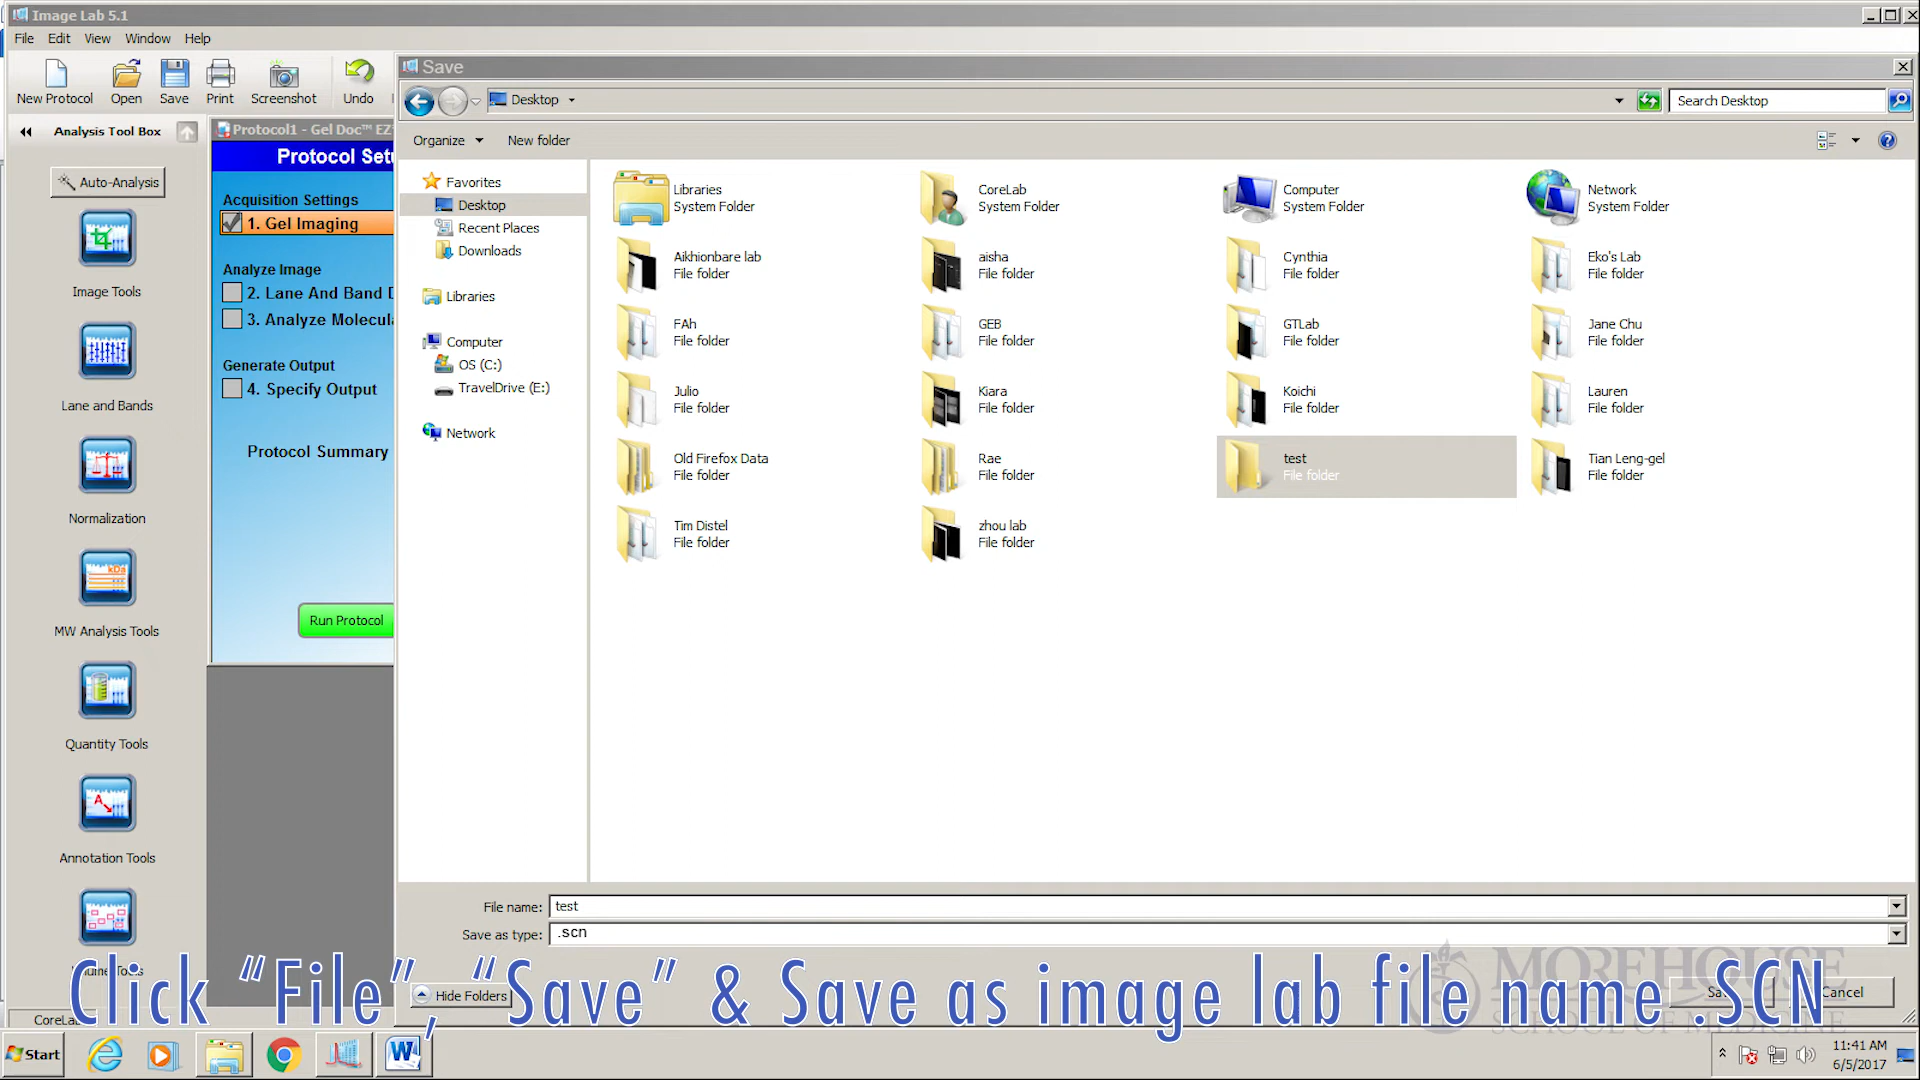 Image Lab 5.1
File Edit View Window Help
New Protocol Open Save Print Screenshot Undo
Analysis Tool Box
Auto-Analysis
Image Tools
Lane and Bands
Normalization
MW Analysis Tools
Quantity Tools
Annotation Tools
Protocol1 - Gel Doc™ EZ
Protocol Set
Acquisition Settings
1. Gel Imaging
Analyze Image
2. Lane And Band D
3. Analyze Molecula
Generate Output
4. Specify Output
Protocol Summary
Run Protocol
Save
Desktop
Search Desktop
Organize New folder
Favorites
Desktop
Recent Places
Downloads
Libraries
Computer
OS (C:)
TravelDrive (E:)
Network
Libraries
System Folder
CoreLab
System Folder
Computer
System Folder
Network
System Folder
Aikhionbare lab
File folder
aisha
File folder
Cynthia
File folder
Eko's Lab
File folder
FAh
File folder
GEB
File folder
GTLab
File folder
Jane Chu
File folder
Julio
File folder
Kiara
File folder
Koichi
File folder
Lauren
File folder
Old Firefox Data
File folder
Rae
File folder
test
File folder
Tian Leng-gel
File folder
Tim Distel
File folder
zhou lab
File folder
File name: test
Save as type: .scn
Hide Folders
Cancel
MOREHOUSE
SCHOOL OF MEDICINE
Click “File”, “Save” & Save as image lab file name .SCN
Start
11:41 AM
6/5/2017